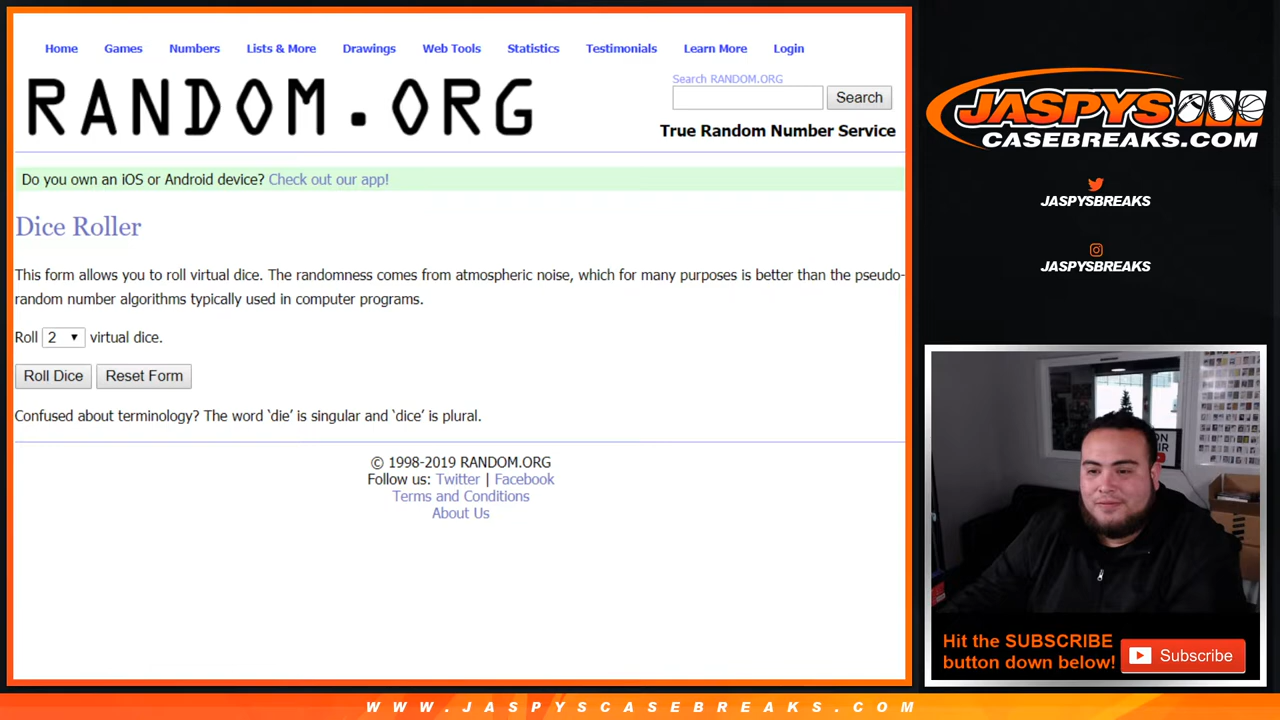 Home Games Numbers Lists & More Drawings Web Tools Statistics Testimonials Learn More Login
RANDOM.ORG
Search RANDOM.ORG
Search
True Random Number Service
Do you own an iOS or Android device? Check out our app!
Dice Roller
This form allows you to roll virtual dice. The randomness comes from atmospheric noise, which for many purposes is better than the pseudo-
random number algorithms typically used in computer programs.
Roll 2 virtual dice.
Roll Dice Reset Form
Confused about terminology? The word ‘die’ is singular and ‘dice’ is plural.
© 1998-2019 RANDOM.ORG
Follow us: Twitter | Facebook
Terms and Conditions
About Us
JASPYS
CASEBREAKS.COM
JASPYSBREAKS
JASPYSBREAKS
Hit the SUBSCRIBE
button down below!
Subscribe
WWW.JASPYSCASEBREAKS.COM